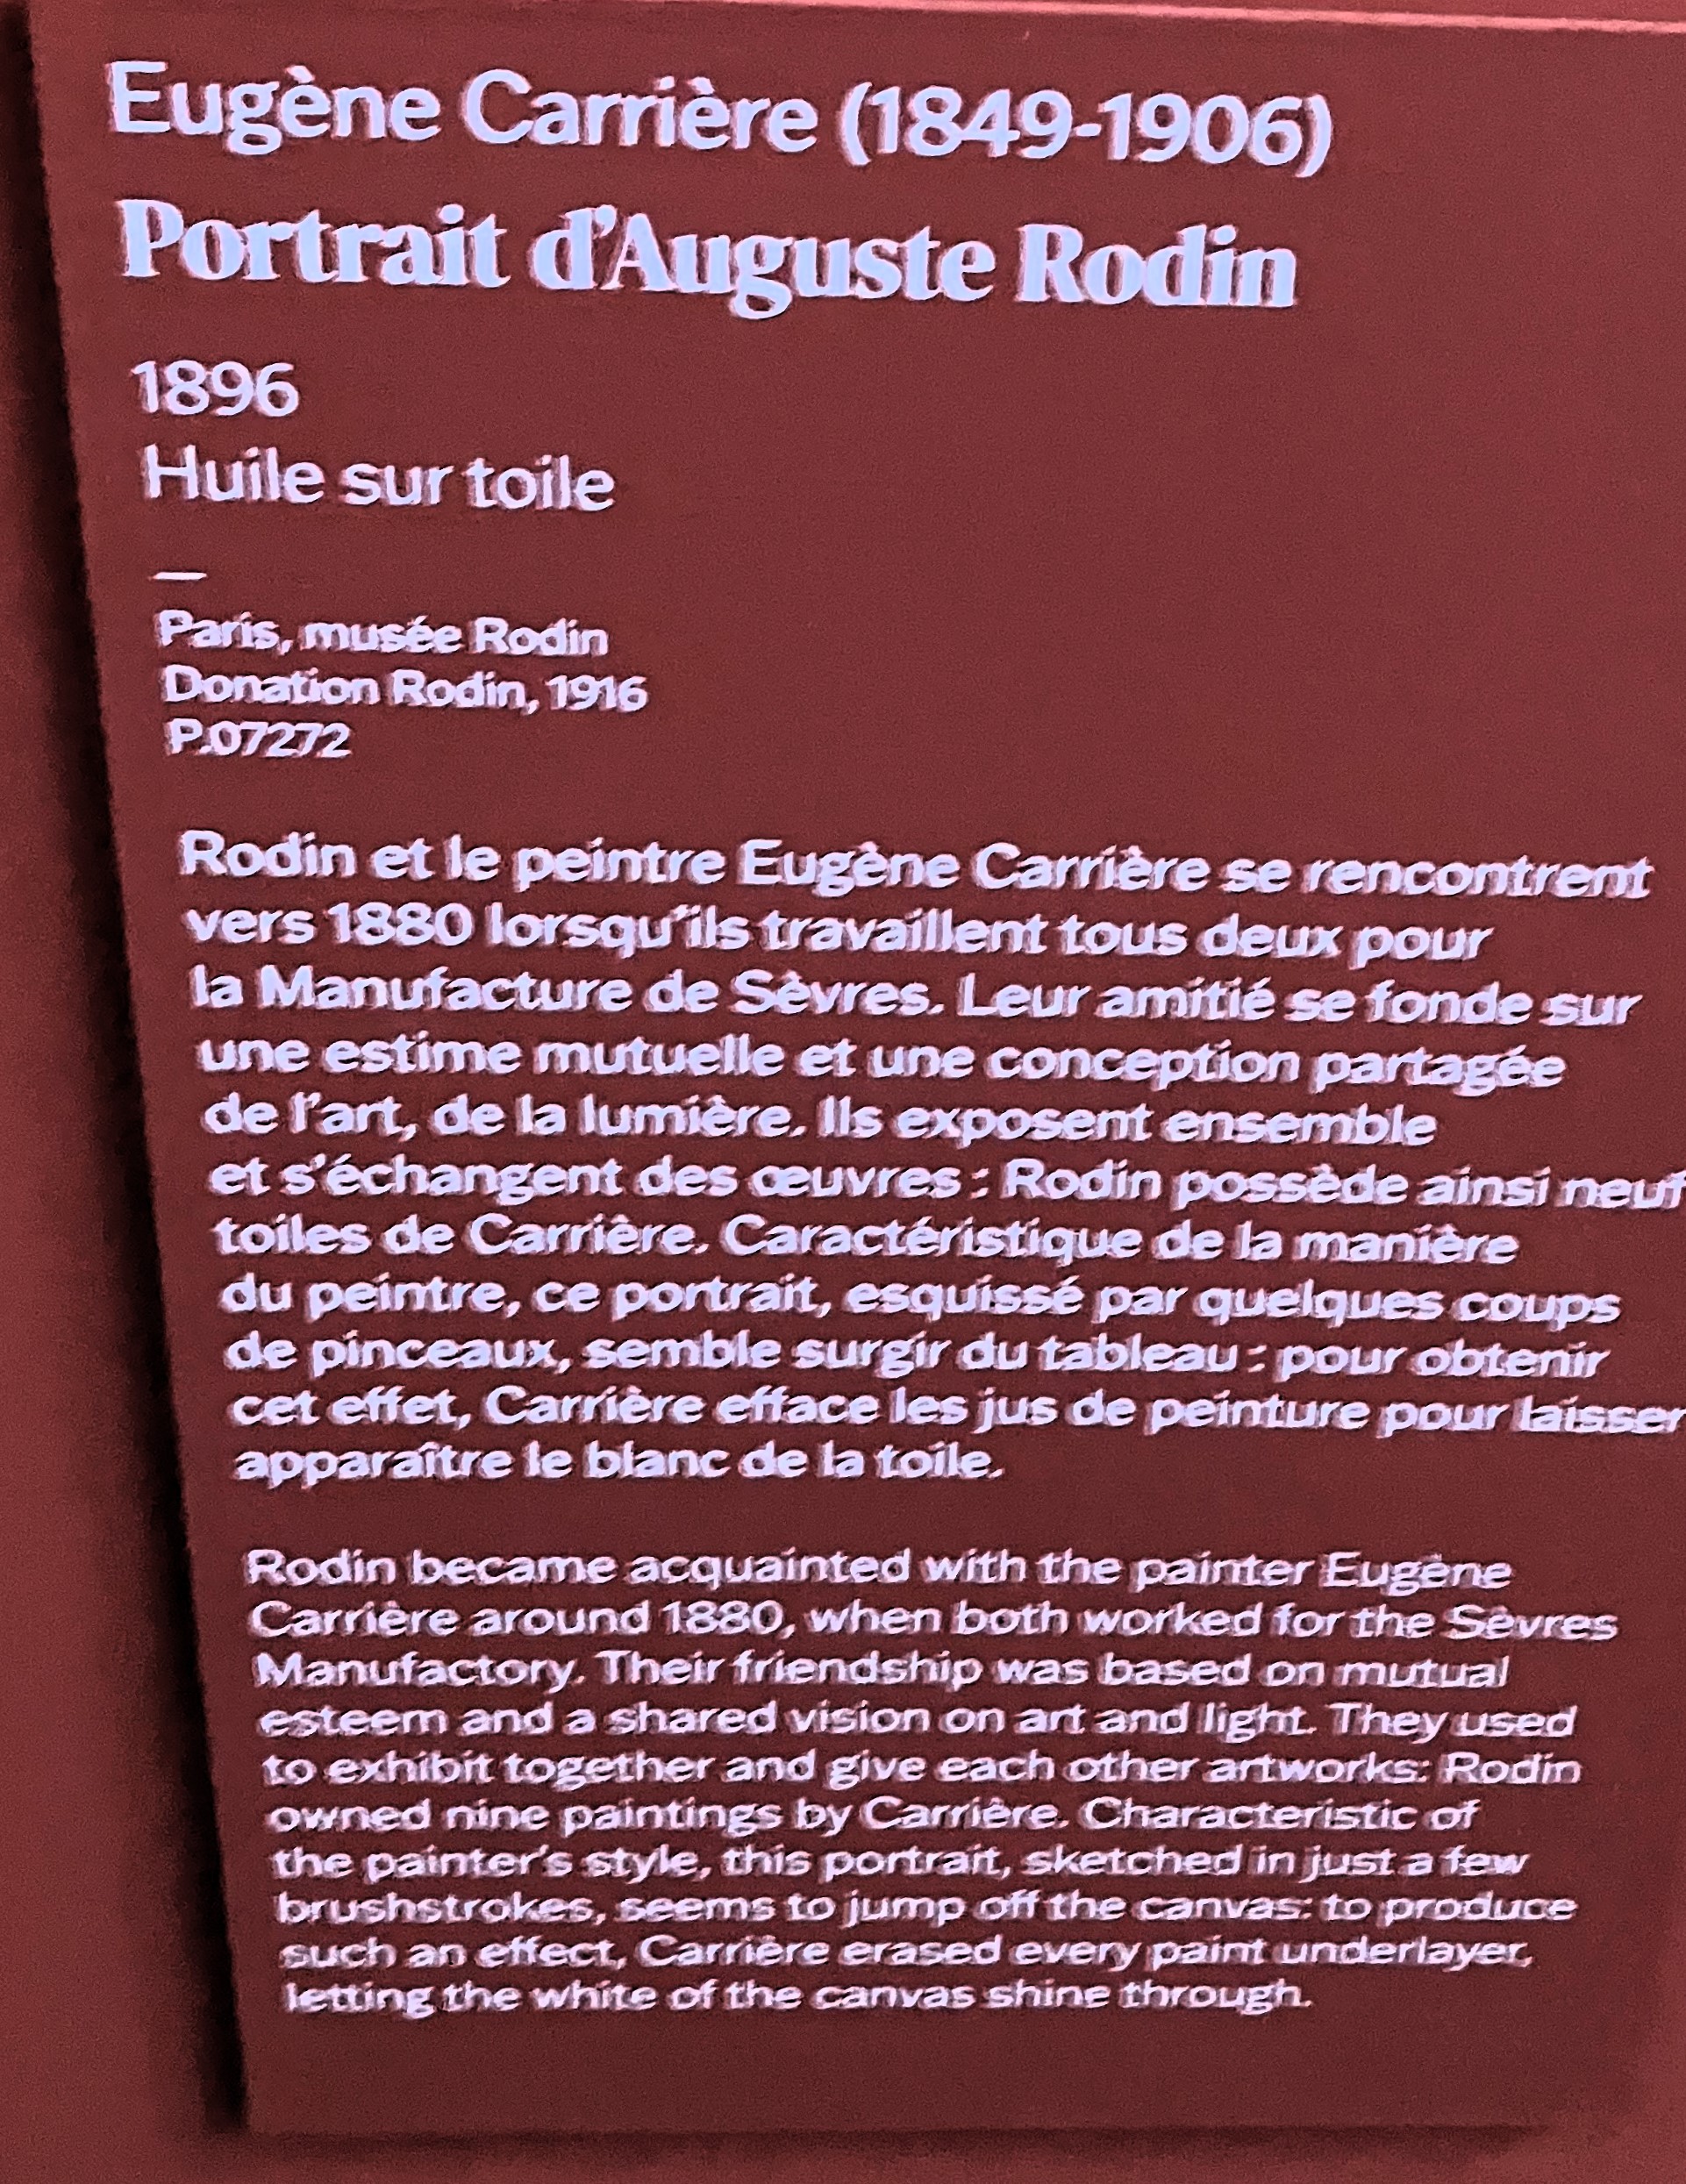 Eugène Carrière (1849-1906)
Portrait d'Auguste Rodin
1896
Huile sur toile
—
Paris, musée Rodin
Donation Rodin, 1916
P.07272
Rodin et le peintre Eugène Carrière se rencontrent
vers 1880 lorsqu'ils travaillent tous deux pour
la Manufacture de Sèvres. Leur amitié se fonde sur
une estime mutuelle et une conception partagée
de l'art, de la lumière. Ils exposent ensemble
et s'échangent des œuvres : Rodin possède ainsi neuf
toiles de Carrière. Caractéristique de la manière
du peintre, ce portrait, esquissé par quelques coups
de pinceaux, semble surgir du tableau : pour obtenir
cet effet, Carrière efface les jus de peinture pour laisser
apparaître le blanc de la toile.
Rodin became acquainted with the painter Eugène
Carrière around 1880, when both worked for the Sèvres
Manufactory. Their friendship was based on mutual
esteem and a shared vision on art and light. They used
to exhibit together and give each other artworks: Rodin
owned nine paintings by Carrière. Characteristic of
the painter's style, this portrait, sketched in just a few
brushstrokes, seems to jump off the canvas: to produce
such an effect, Carrière erased every paint underlayer,
letting the white of the canvas shine through.